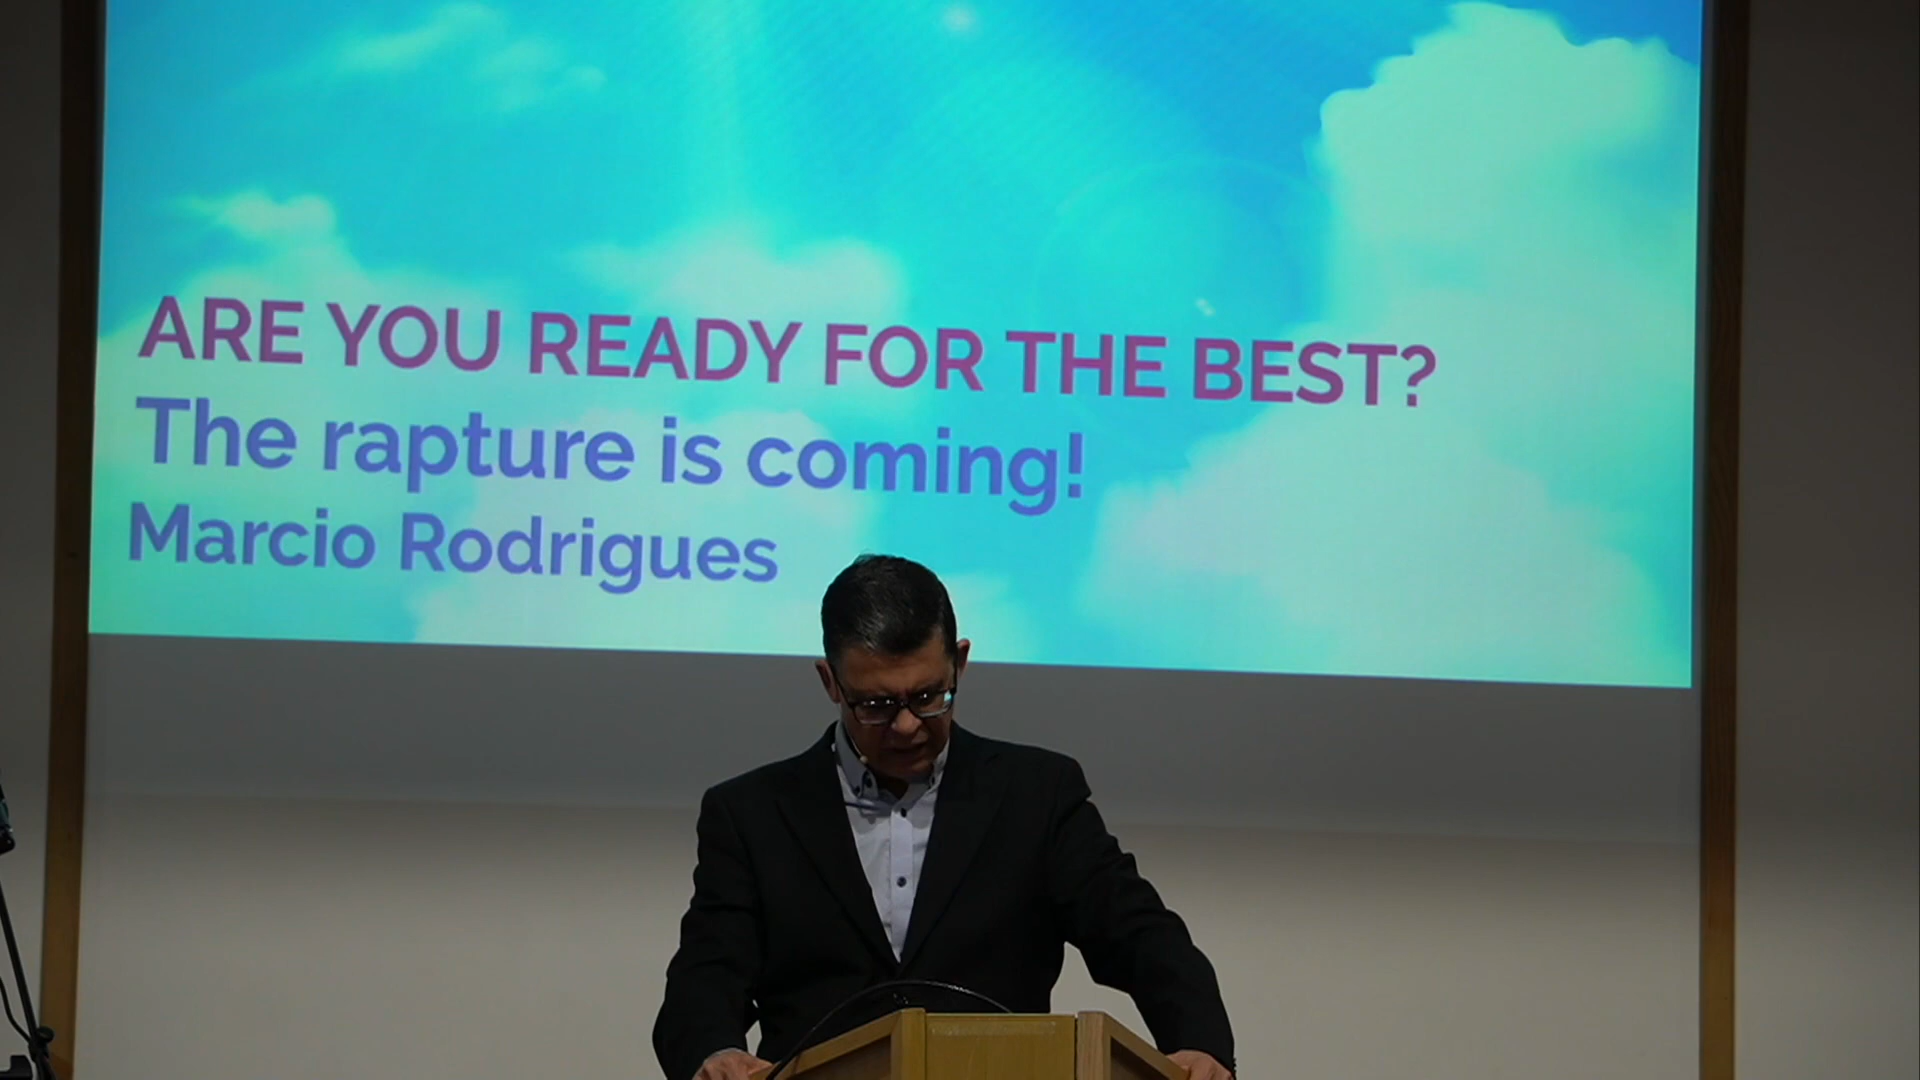 ARE YOU READY FOR THE BEST?
The rapture is coming!
Marcio Rodrigues